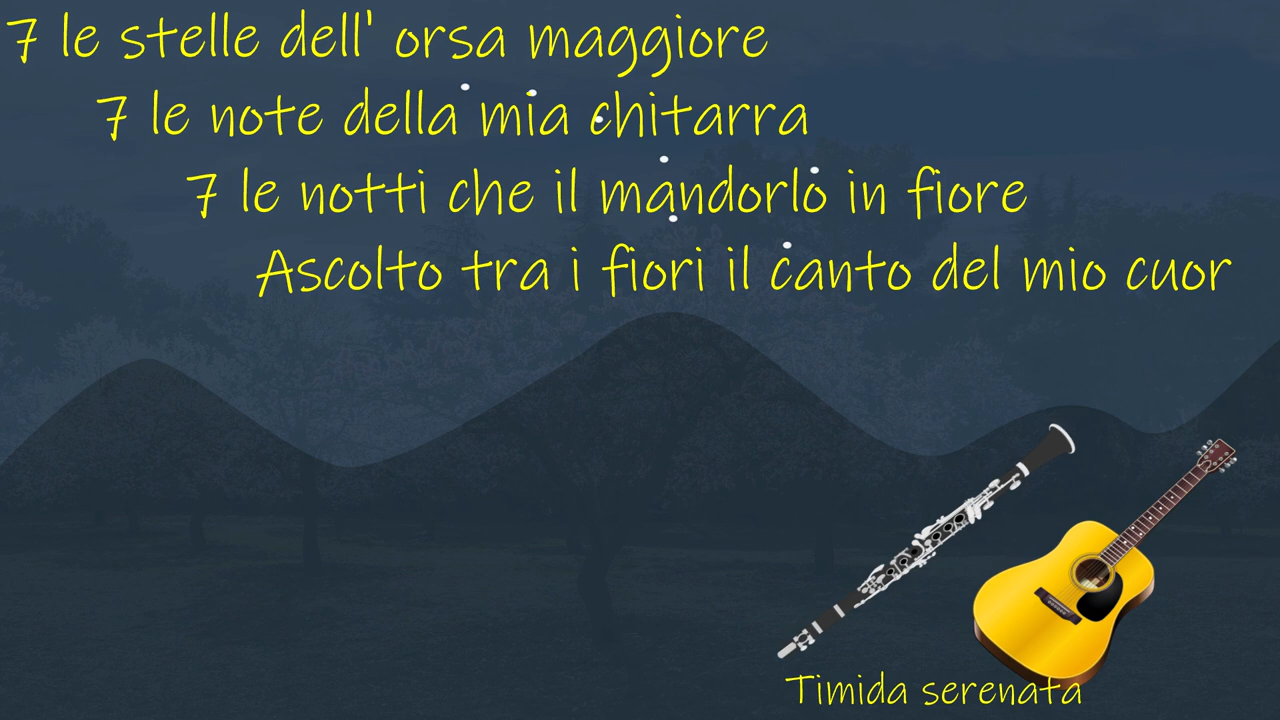 7 le stelle dell' orsa maggiore
7 le note della mia chitarra
7 le notti che il mandorlo in fiore
Ascolto tra i fiori il canto del mio cuor
Timida serenata